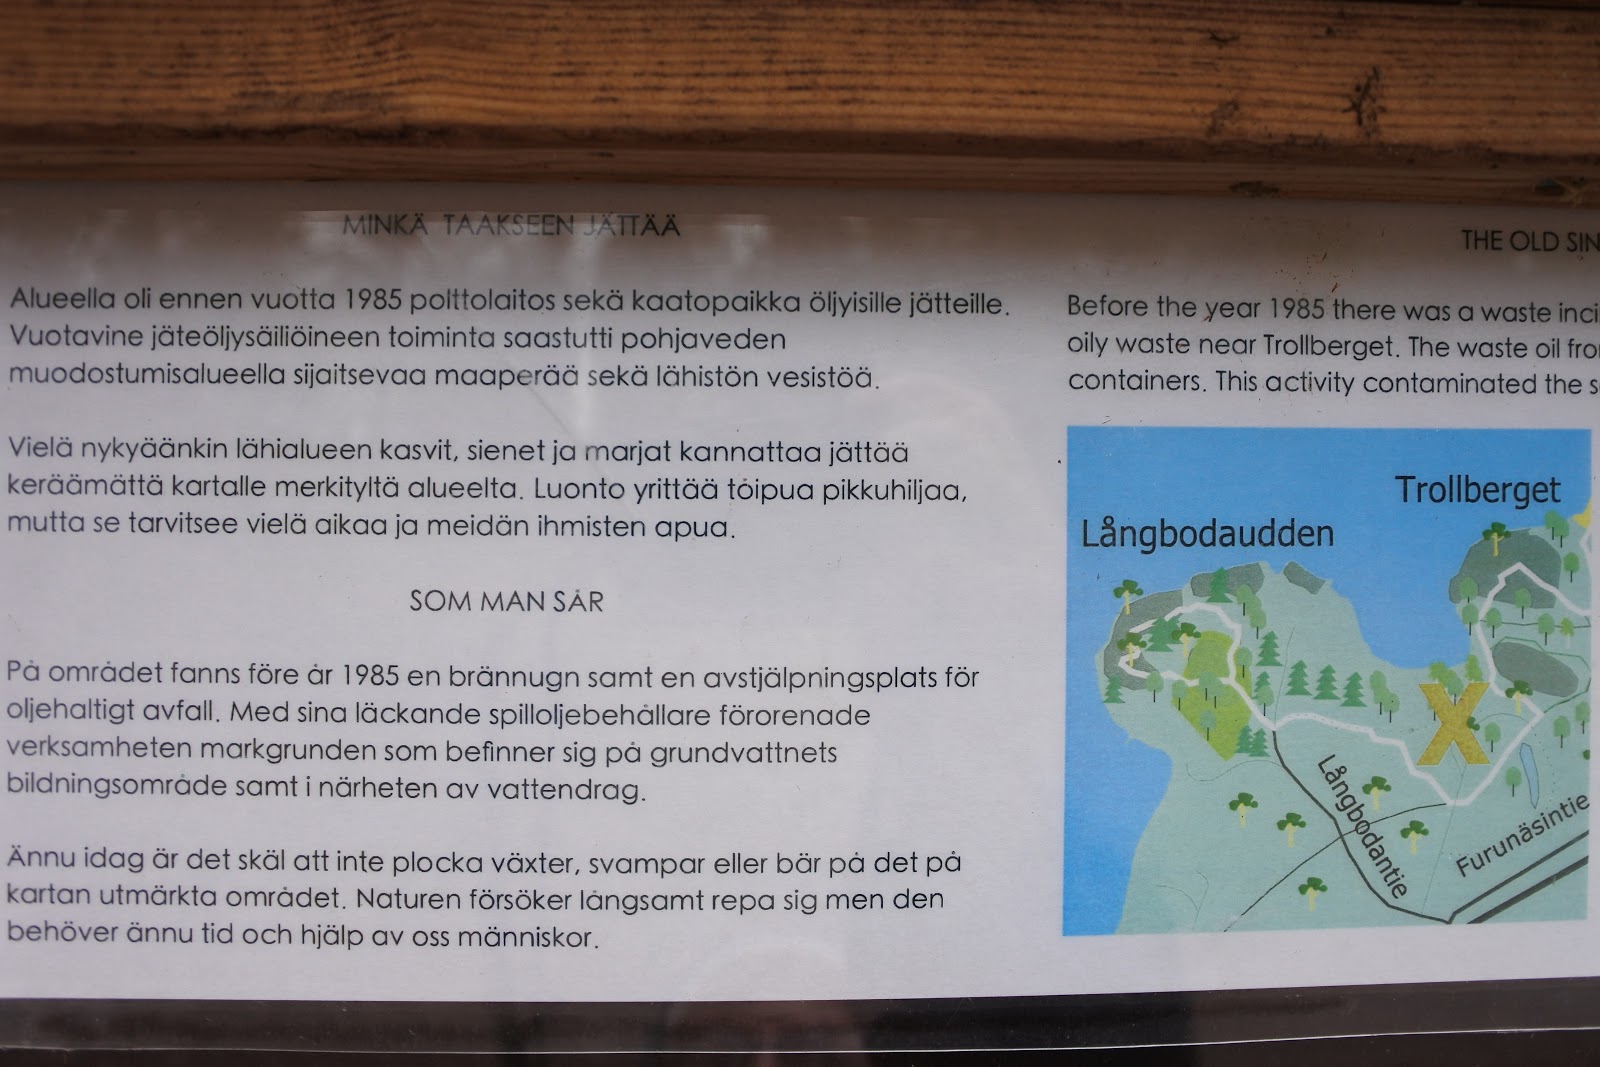 MINKÄ TAAKSEEN JÄTTÄÄ
Alueella oli ennen vuotta 1985 polttolaitos sekä kaatopaikka öljyisille jätteille.
Vuotavine jäteöljysäiliöineen toiminta saastutti pohjaveden
muodostumisalueella sijaitsevaa maaperää sekä lähistön vesistöä.
Vielä nykyäänkin lähialueen kasvit, sienet ja marjat kannattaa jättää
keräämättä kartalle merkityltä alueelta. Luonto yrittää toipua pikkuhiljaa,
mutta se tarvitsee vielä aikaa ja meidän ihmisten apua.
SOM MAN SÅR
På området fanns före år 1985 en brännugn samt en avstjälpningsplats för
oljehaltigt avfall. Med sina läckande spilloljebehållare förorenade
verksamheten markgrunden som befinner sig på grundvattnets
bildningsområde samt i närheten av vattendrag.
Ännu idag är det skäl att inte plocka växter, svampar eller bär på det på
kartan utmärkta området. Naturen försöker långsamt repa sig men den
behöver ännu tid och hjälp av oss människor.
THE OLD SIN
Before the year 1985 there was a waste inci
oily waste near Trollberget. The waste oil fro
containers. This activity contaminated the s
Trollberget
Långbodaudden
X
Långbodantie
Furunäsintie